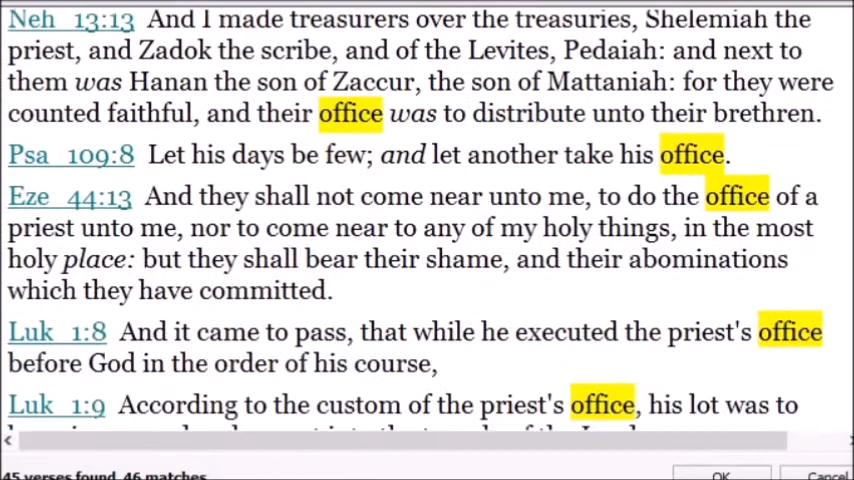 Neh 13:13 And I made treasurers over the treasuries, Shelemiah the
priest, and Zadok the scribe, and of the Levites, Pedaiah: and next to
them was Hanan the son of Zaccur, the son of Mattaniah: for they were
counted faithful, and their office was to distribute unto their brethren.
Psa 109:8 Let his days be few; and let another take his office.
Eze 44:13 And they shall not come near unto me, to do the office of a
priest unto me, nor to come near to any of my holy things, in the most
holy place: but they shall bear their shame, and their abominations
which they have committed.
Luk 1:8 And it came to pass, that while he executed the priest's office
before God in the order of his course,
Luk 1:9 According to the custom of the priest's office, his lot was to
45 verses found, 46 matches
OK Cancel